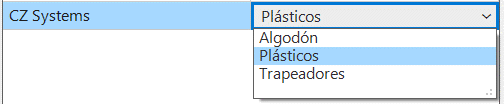 CZ Systems Plásticos
Algodón
Plásticos
Trapeadores